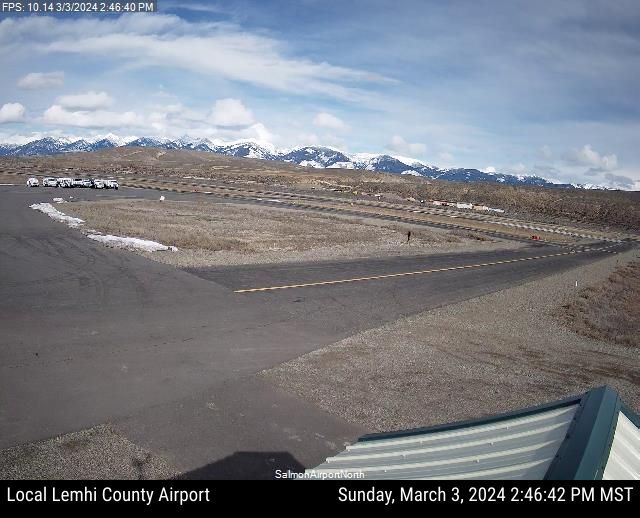 FPS: 10.14 3/3/2024 2:46:40 PM
SalmonAirportNorth
Local Lemhi County Airport Sunday, March 3, 2024 2:46:42 PM MST